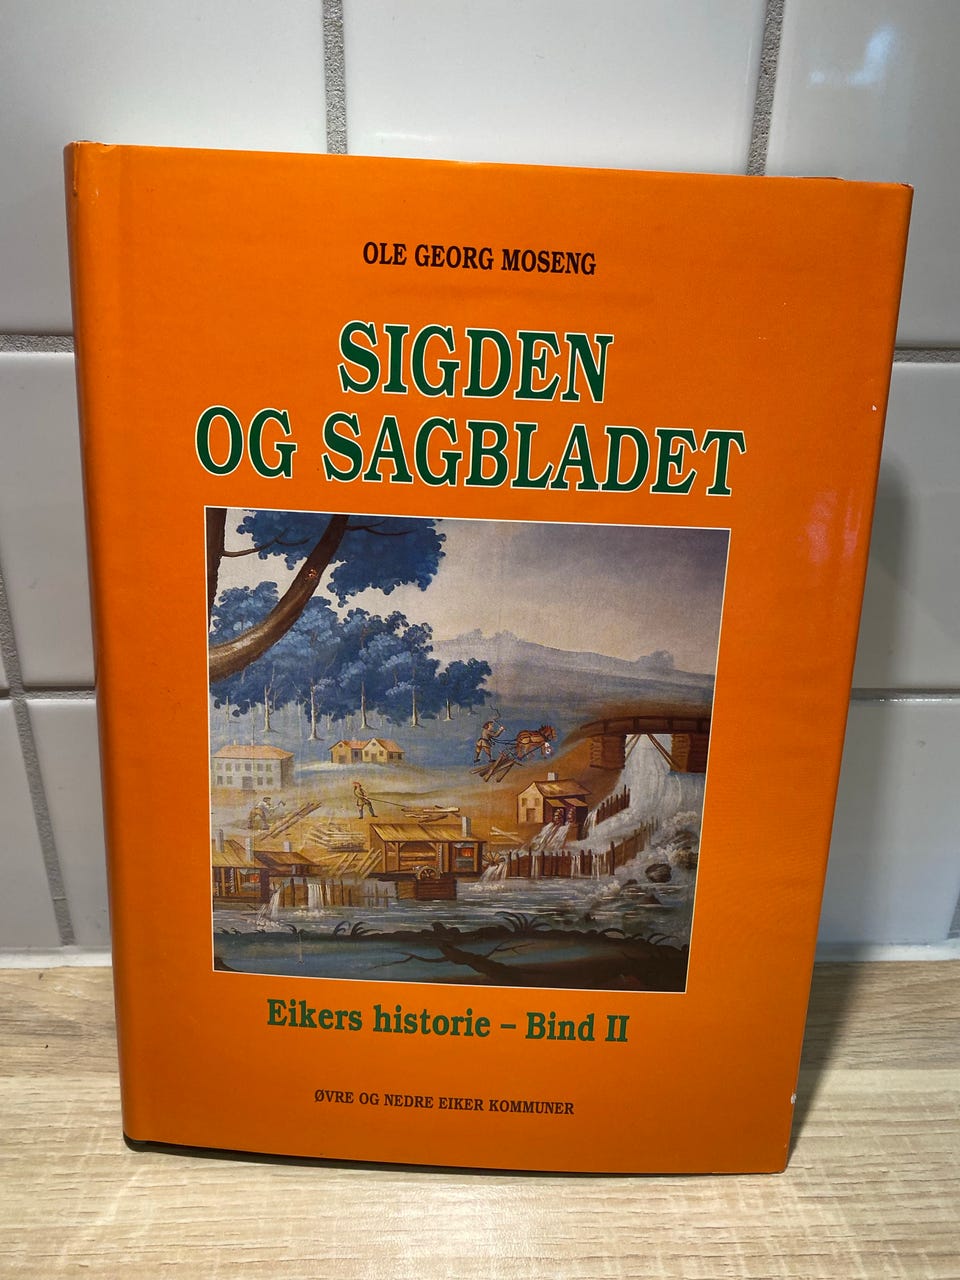 OLE GEORG MOSENG
SIGDEN
OG SAGBLADET
Eikers historie – Bind II
ØVRE OG NEDRE EIKER KOMMUNER